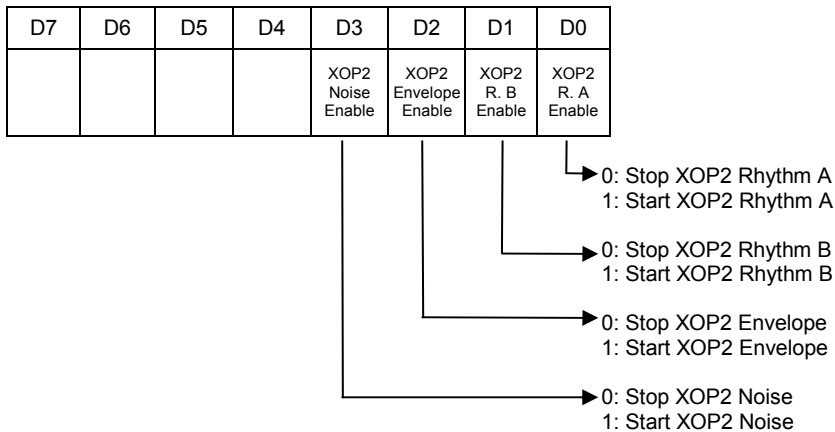 D7 D6 D5 D4 D3 D2 D1 D0
XOP2 XOP2 XOP2 XOP2
Noise Envelope R. B R. A
Enable Enable Enable Enable
0: Stop XOP2 Rhythm A
1: Start XOP2 Rhythm A
0: Stop XOP2 Rhythm B
1: Start XOP2 Rhythm B
0: Stop XOP2 Envelope
1: Start XOP2 Envelope
0: Stop XOP2 Noise
1: Start XOP2 Noise